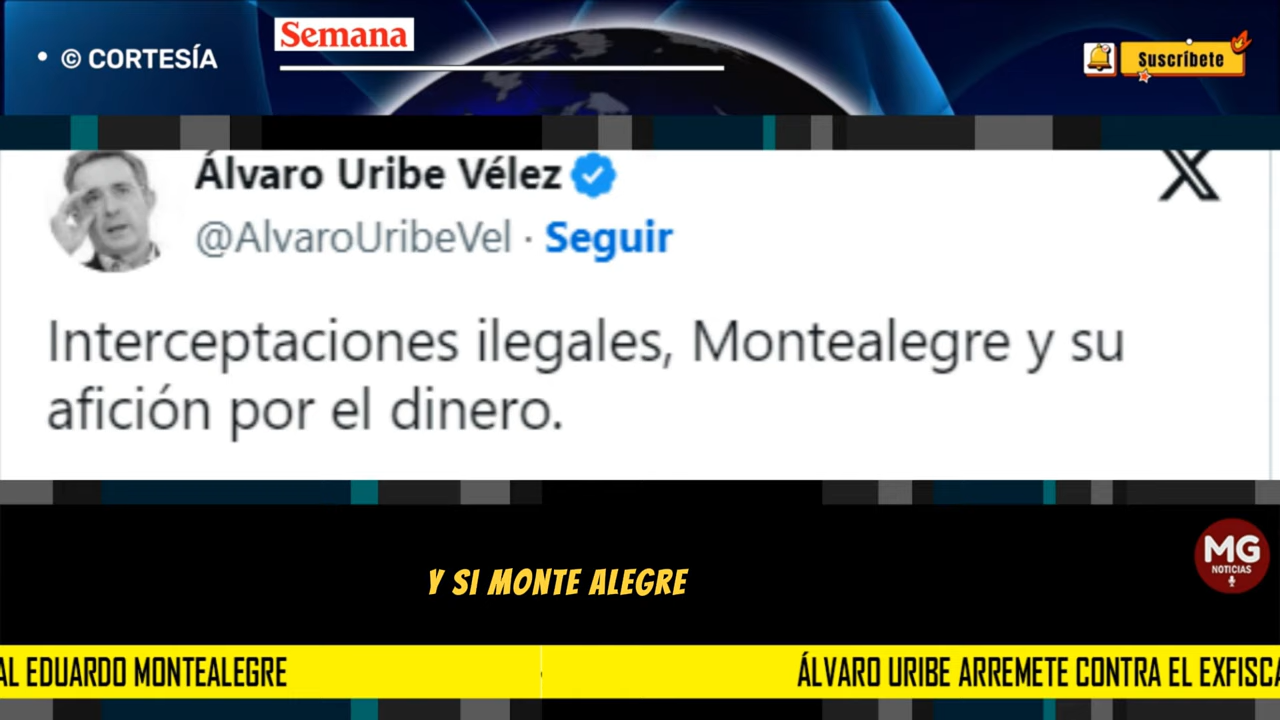 • © CORTESÍA
Semana
Suscríbete
Álvaro Uribe Vélez
X
@AlvaroUribeVel · Seguir
Interceptaciones ilegales, Montealegre y su
afición por el dinero.
MG
NOTICIAS
Y SI MONTE ALEGRE
AL EDUARDO MONTEALEGRE
ÁLVARO URIBE ARREMETE CONTRA EL EXFISCA